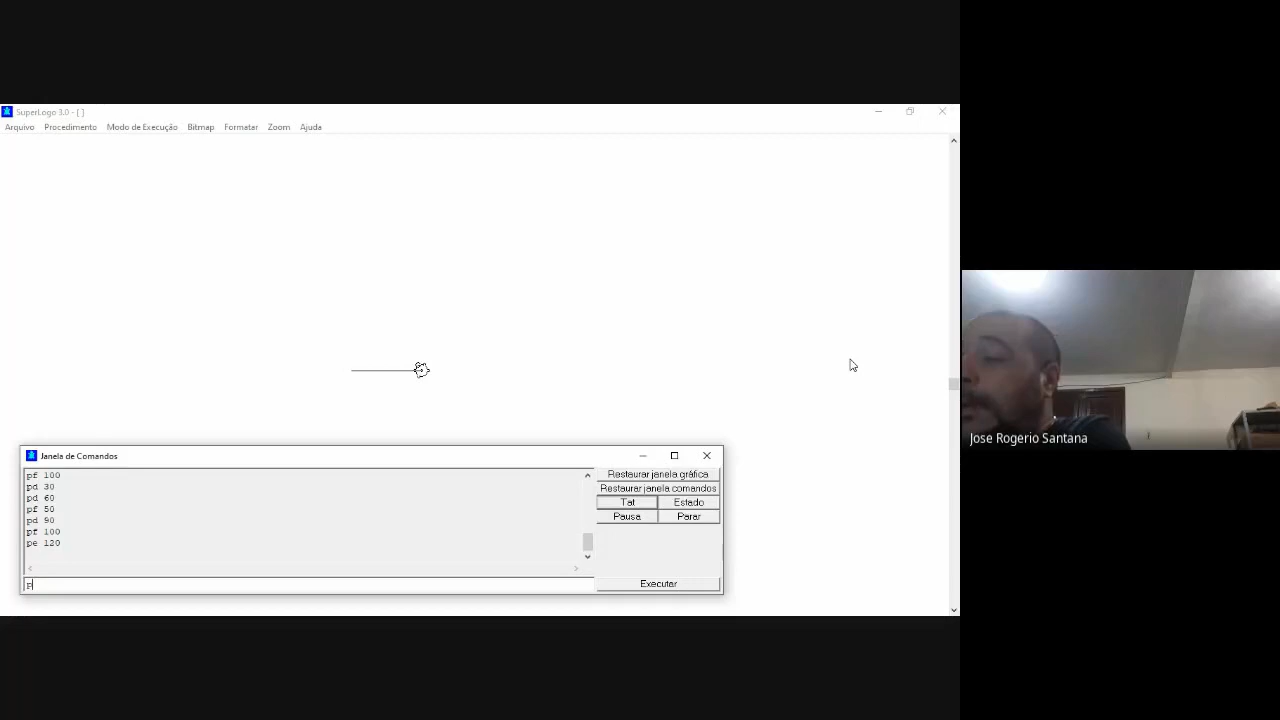 SuperLogo 3.0 - [ ]
Arquivo Procedimento Modo de Execução Bitmap Formatar Zoom Ajuda
Janela de Comandos
pf 100
pd 30
pd 60
pf 50
pd 90
pf 100
pe 120
p
Restaurar janela gráfica
Restaurar janela comandos
Tat Estado
Pausa Parar
Executar
Jose Rogerio Santana